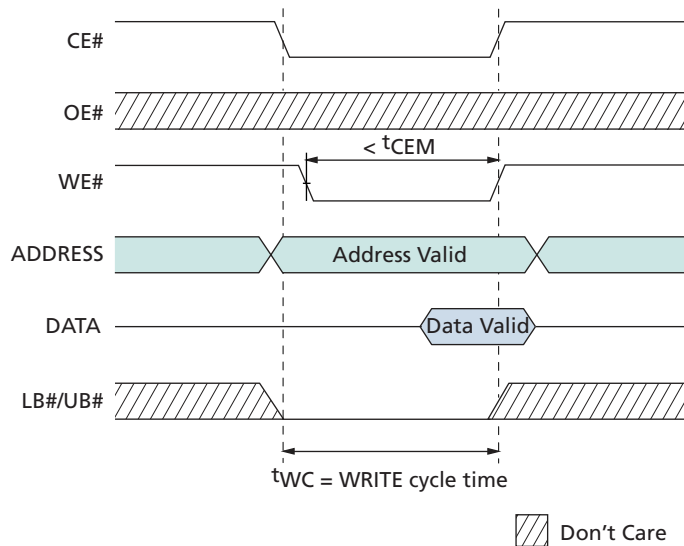 CE#
OE#
< tCEM
WE#
ADDRESS
Address Valid
DATA
Data Valid
LB#/UB#
tWC = WRITE cycle time
Don't Care